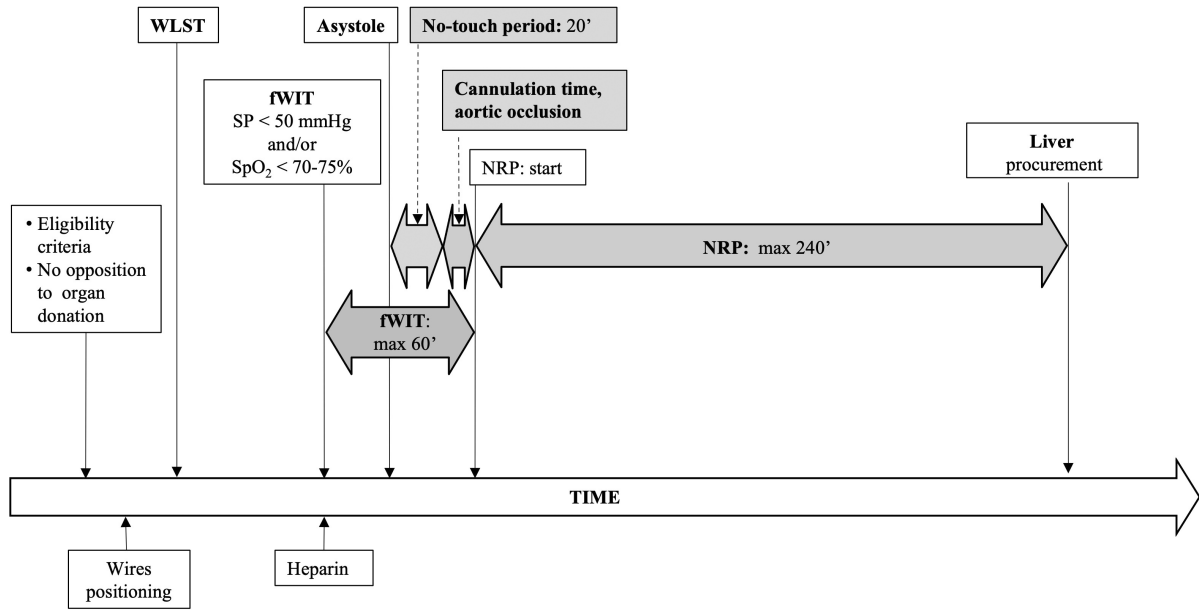 WLST
Asystole
No-touch period: 20’
fWIT
SP < 50 mmHg
and/or
SpO₂ < 70-75%
Cannulation time,
aortic occlusion
NRP: start
Liver
procurement
• Eligibility
criteria
• No opposition
to organ
donation
NRP: max 240’
fWIT:
max 60’
TIME
Wires
positioning
Heparin